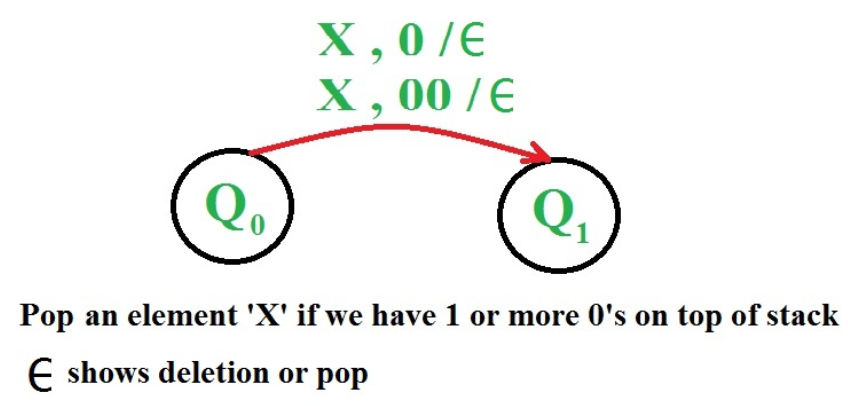 X , 0 /ϵ
X , 00 /ϵ
Q₀
Q₁
Pop an element 'X' if we have 1 or more 0's on top of stack
ϵ shows deletion or pop